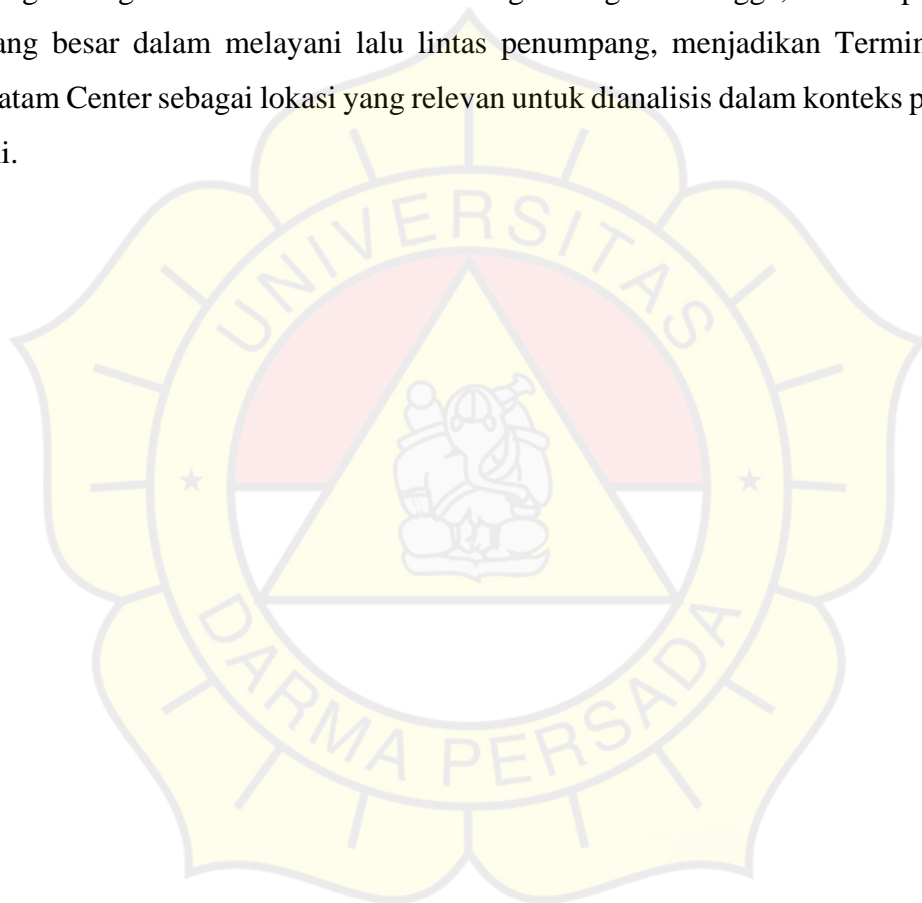 ang besar dalam melayani lalu lintas penumpang, menjadikan Termin
atam Center sebagai lokasi yang relevan untuk dianalisis dalam konteks p
i.
UNIVERSITAS
DARMA PERSADA